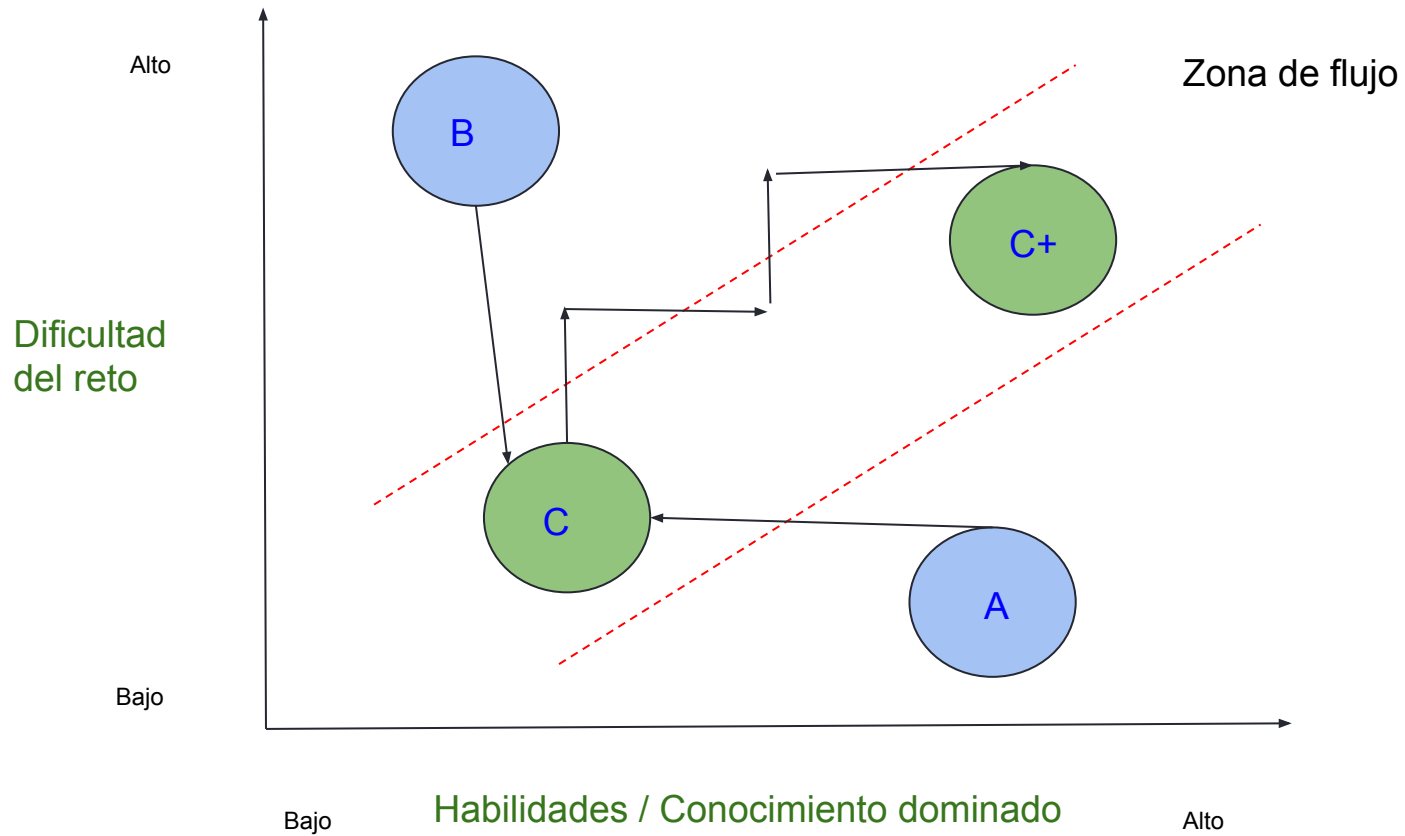 Alto
Zona de flujo
B
C+
Dificultad
del reto
C
A
Bajo
Bajo
Habilidades / Conocimiento dominado
Alto